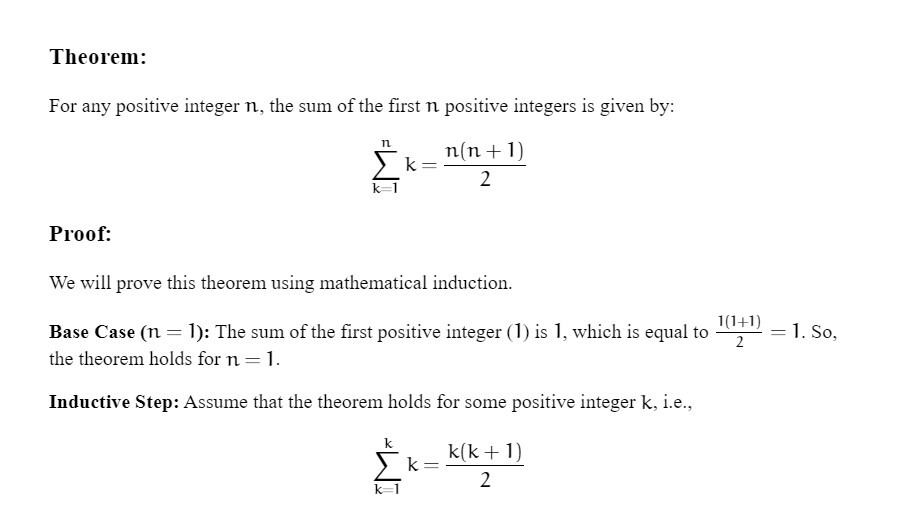 Theorem:
For any positive integer n, the sum of the first n positive integers is given by:
\sum_{k=1}^{n} k = \frac{n(n+1)}{2}
Proof:
We will prove this theorem using mathematical induction.
Base Case (n = 1): The sum of the first positive integer (1) is 1, which is equal to \frac{1(1+1)}{2} = 1. So,
the theorem holds for n = 1.
Inductive Step: Assume that the theorem holds for some positive integer k, i.e.,
\sum_{k=1}^{k} k = \frac{k(k+1)}{2}